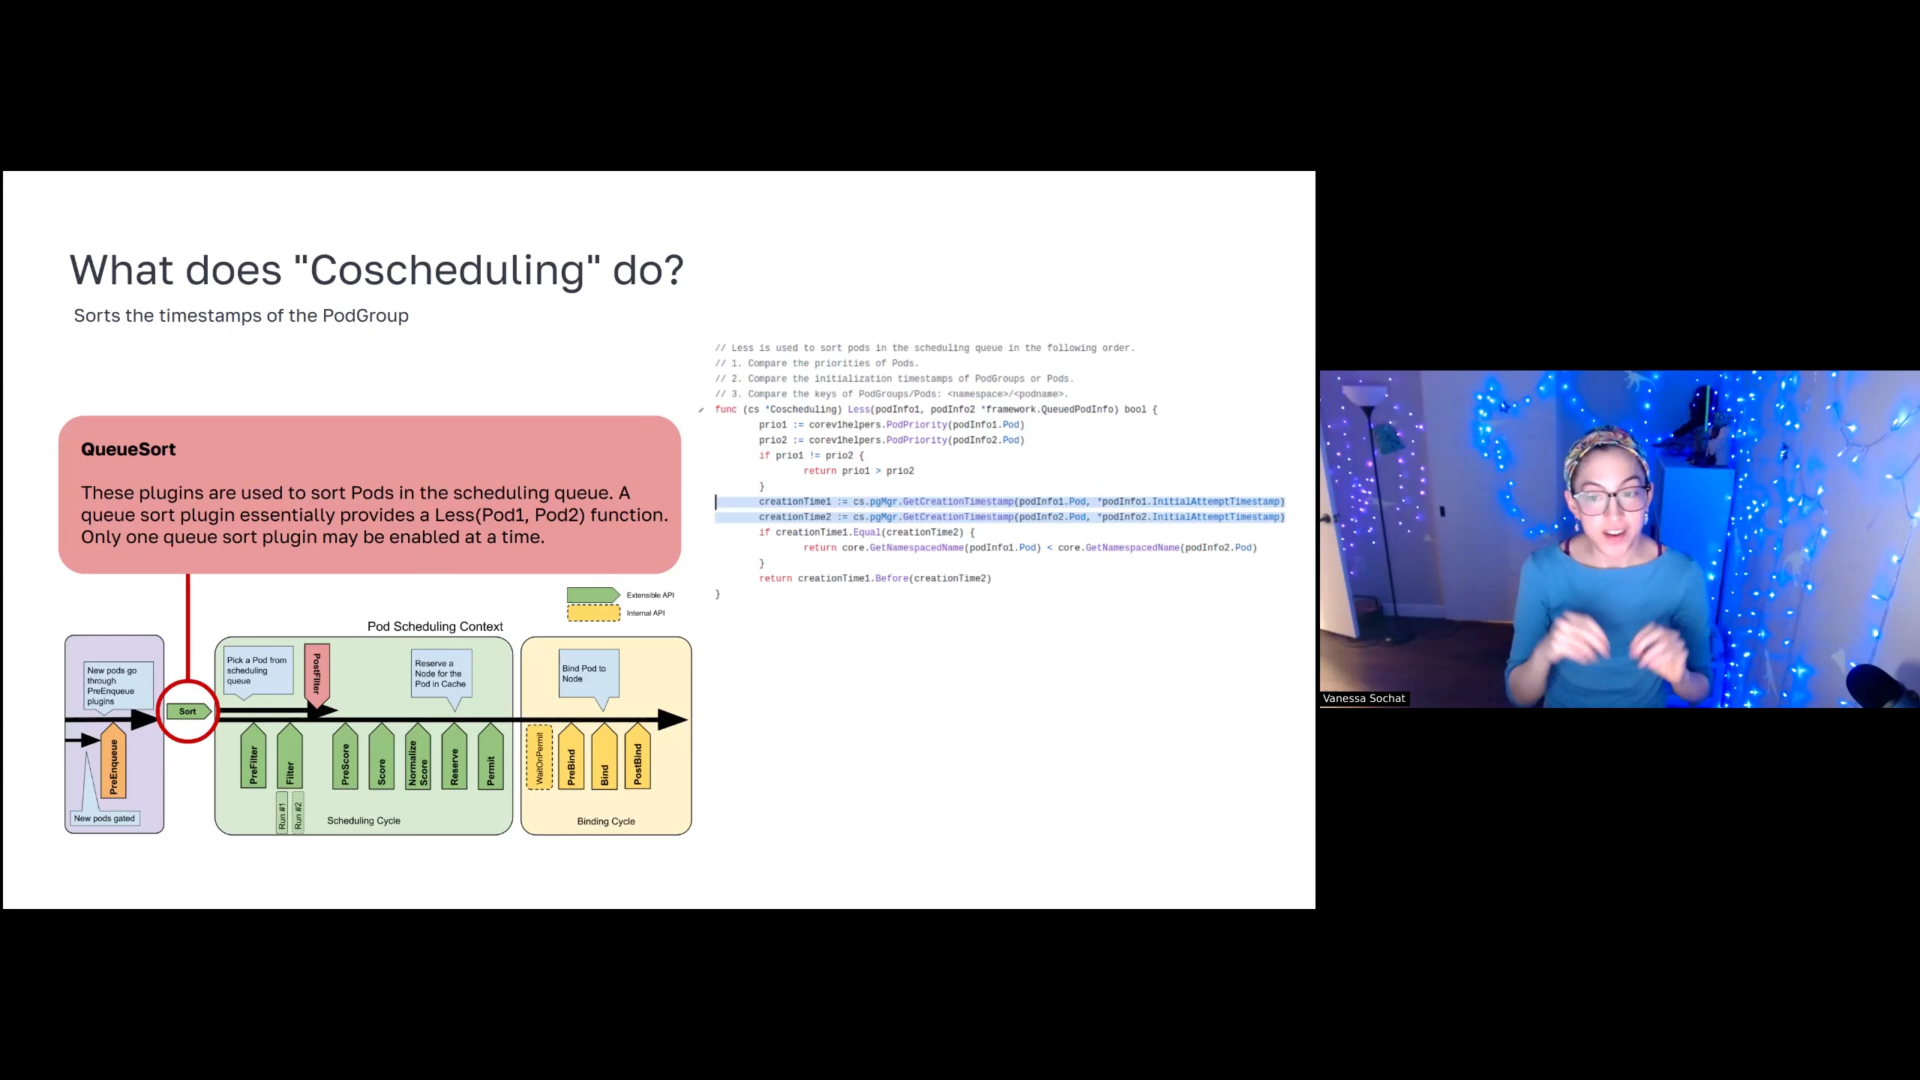 What does "Coscheduling" do?
Sorts the timestamps of the PodGroup
QueueSort
These plugins are used to sort Pods in the scheduling queue. A
queue sort plugin essentially provides a Less(Pod1, Pod2) function.
Only one queue sort plugin may be enabled at a time.
// Less is used to sort pods in the scheduling queue in the following order.
// 1. Compare the priorities of Pods.
// 2. Compare the initialization timestamps of PodGroups or Pods.
// 3. Compare the keys of PodGroups/Pods: <namespace>/<podname>.
func (cs *Coscheduling) Less(podInfo1, podInfo2 *framework.QueuedPodInfo) bool {
prio1 := corev1helpers.PodPriority(podInfo1.Pod)
prio2 := corev1helpers.PodPriority(podInfo2.Pod)
if prio1 != prio2 {
return prio1 > prio2
}
creationTime1 := cs.pgMgr.GetCreationTimestamp(podInfo1.Pod, *podInfo1.InitialAttemptTimestamp)
creationTime2 := cs.pgMgr.GetCreationTimestamp(podInfo2.Pod, *podInfo2.InitialAttemptTimestamp)
if creationTime1.Equal(creationTime2) {
return core.GetNamespacedName(podInfo1.Pod) < core.GetNamespacedName(podInfo2.Pod)
}
return creationTime1.Before(creationTime2)
}
Extensible API
Internal API
Pod Scheduling Context
New pods go
through
PreEnqueue
plugins
PreEnqueue
New pods gated
Sort
Pick a Pod from
scheduling
queue
PostFilter
Reserve a
Node for the
Pod in Cache
PreFilter
Filter
Run #1
Run #2
PreScore
Score
Normalize
Score
Reserve
Permit
Scheduling Cycle
Bind Pod to
Node
WaitOnPermit
PreBind
Bind
PostBind
Binding Cycle
Vanessa Sochat